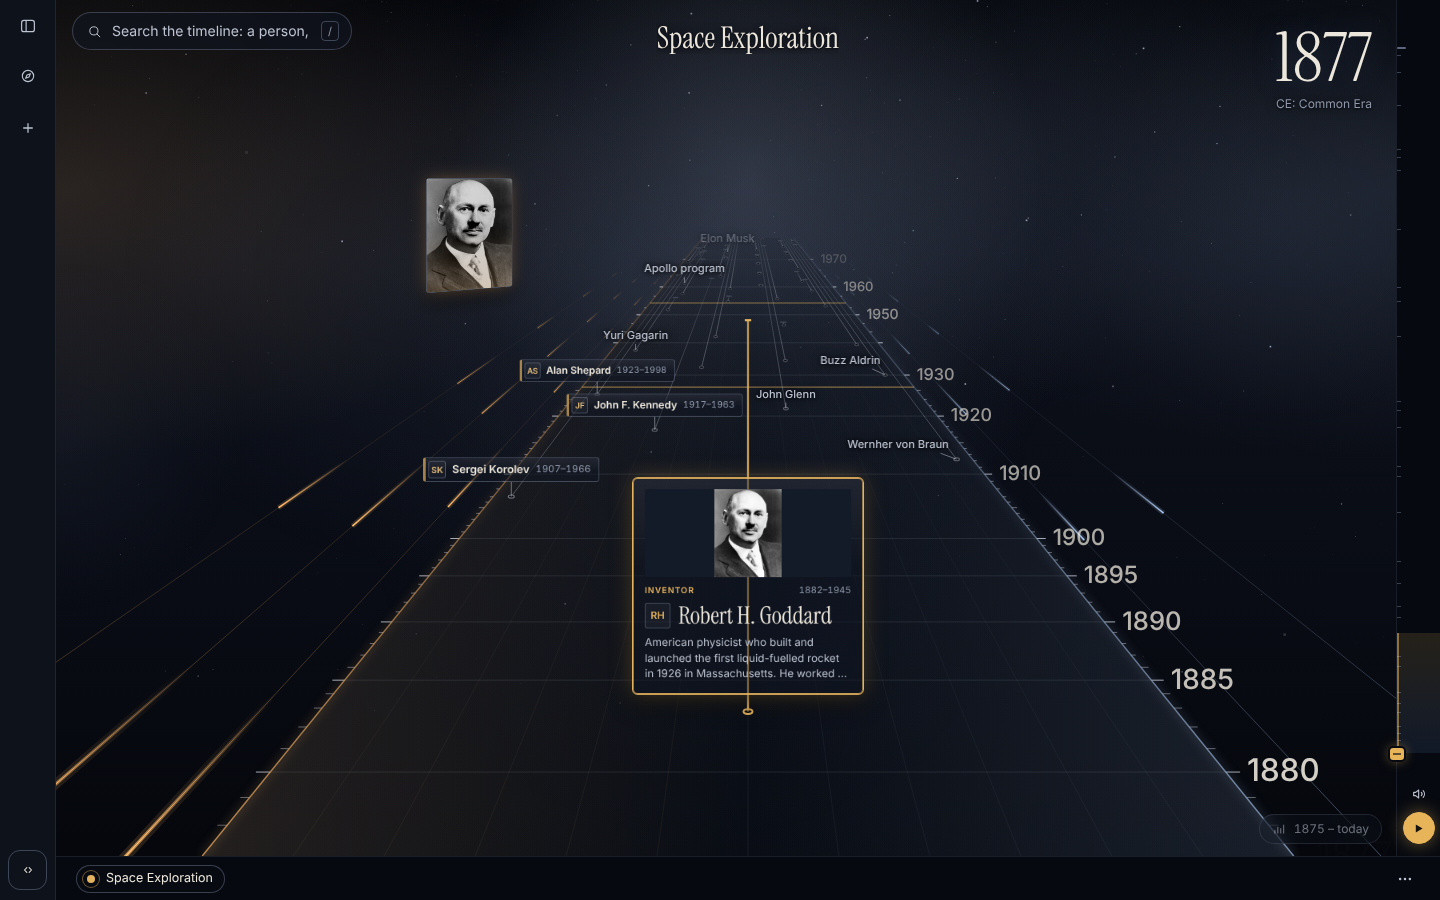 Search the timeline: a person, /
Space Exploration
1877
CE: Common Era
Elon Musk
1970
Apollo program
1960
1950
Yuri Gagarin
Buzz Aldrin
AS Alan Shepard 1923–1998
1930
John Glenn
JF John F. Kennedy 1917–1963
1920
Wernher von Braun
SK Sergei Korolev 1907–1966
1910
1900
1895
INVENTOR 1882–1945
RH Robert H. Goddard
American physicist who built and
launched the first liquid-fuelled rocket
in 1926 in Massachusetts. He worked ...
1890
1885
1880
1875 – today
Space Exploration